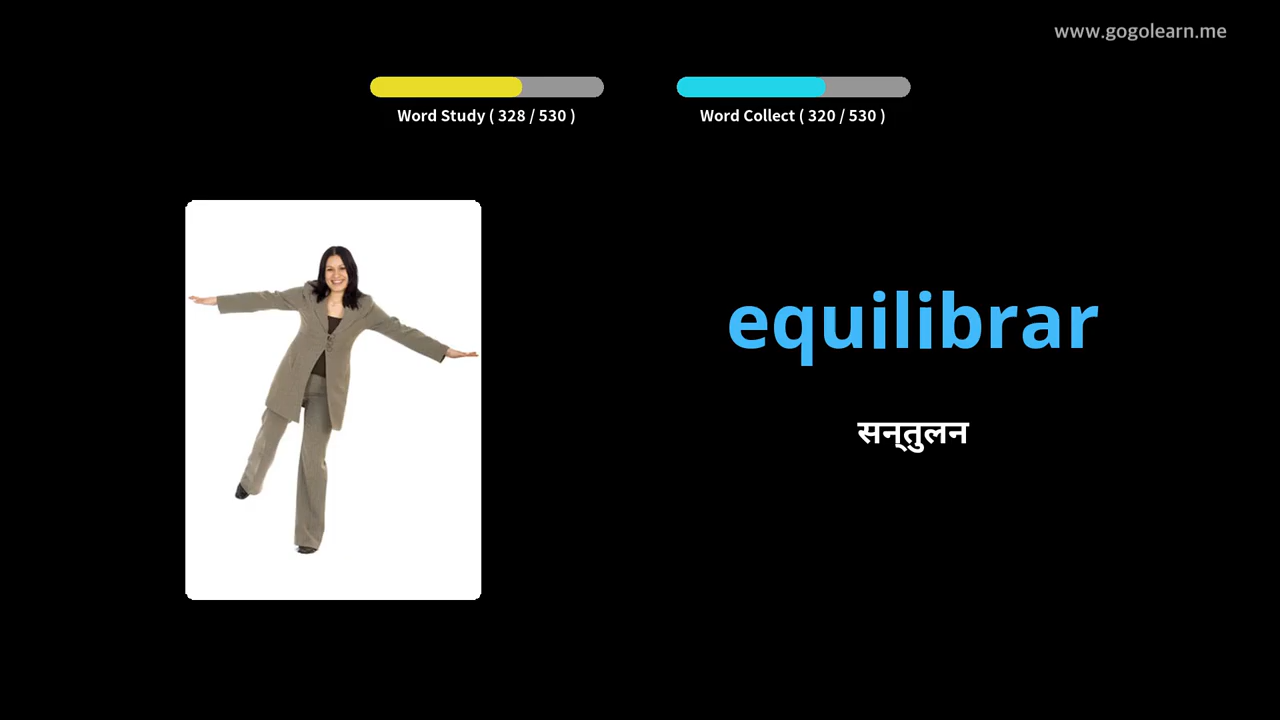 www.gogolearn.me
Word Study ( 328 / 530 )
Word Collect ( 320 / 530 )
equilibrar
सन्तुलन